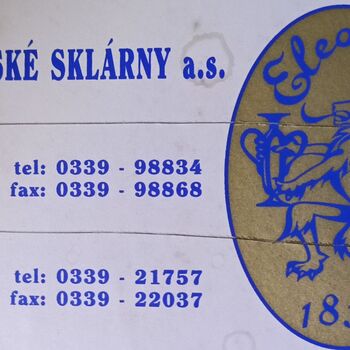 SKÉ SKLÁRNY a.s.
tel: 0339 - 98834
fax: 0339 - 98868
tel: 0339 - 21757
fax: 0339 - 22037